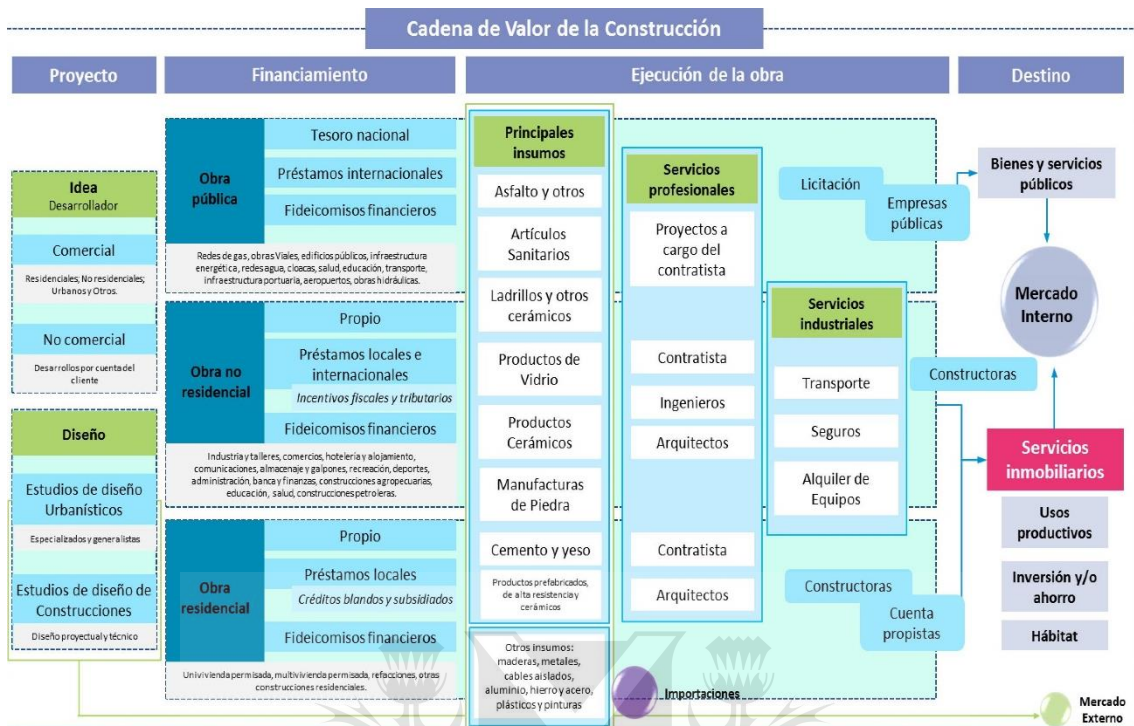 Cadena de Valor de la Construcción
Proyecto
Financiamiento
Ejecución de la obra
Destino
Idea
Desarrollador
Comercial
Residenciales; No residenciales;
Urbanos y Otros.
No comercial
Desarrollos por cuenta del
cliente
Diseño
Estudios de diseño
Urbanísticos
Especializados y generalistas
Estudios de diseño de
Construcciones
Diseño proyectual y técnico
Obra
pública
Tesoro nacional
Préstamos internacionales
Fideicomisos financieros
Redes de gas, obras Viales, edificios públicos, infraestructura
energética, redes agua, cloacas, salud, educación, transporte,
infraestructura portuaria, aeropuertos, obras hidráulicas.
Obra no
residencial
Propio
Préstamos locales e
internacionales
Incentivos fiscales y tributarios
Fideicomisos financieros
Industria y talleres, comercios, hotelería y alojamiento,
comunicaciones, almacenaje y galpones, recreación, deportes,
administración, banca y finanzas, construcciones agropecuarias,
educación, salud, construcciones petroleras.
Obra
residencial
Propio
Préstamos locales
Créditos blandos y subsidiados
Fideicomisos financieros
Univivienda permisada, multivivienda permisada, refacciones, otras
construcciones residenciales.
Principales
insumos
Asfalto y otros
Artículos
Sanitarios
Ladrillos y otros
cerámicos
Productos de
Vidrio
Productos
Cerámicos
Manufacturas
de Piedra
Cemento y yeso
Productos prefabricados,
de alta resistencia y
cerámicos
Otros insumos:
maderas, metales,
cables aislados,
aluminio, hierro y acero,
plásticos y pinturas
Importaciones
Servicios
profesionales
Proyectos a
cargo del
contratista
Contratista
Ingenieros
Arquitectos
Contratista
Arquitectos
Servicios
industriales
Transporte
Seguros
Alquiler de
Equipos
Licitación
Empresas
públicas
Constructoras
Constructoras
Cuenta
propistas
Bienes y servicios
públicos
Mercado
Interno
Servicios
inmobiliarios
Usos
productivos
Inversión y/o
ahorro
Hábitat
Mercado
Externo